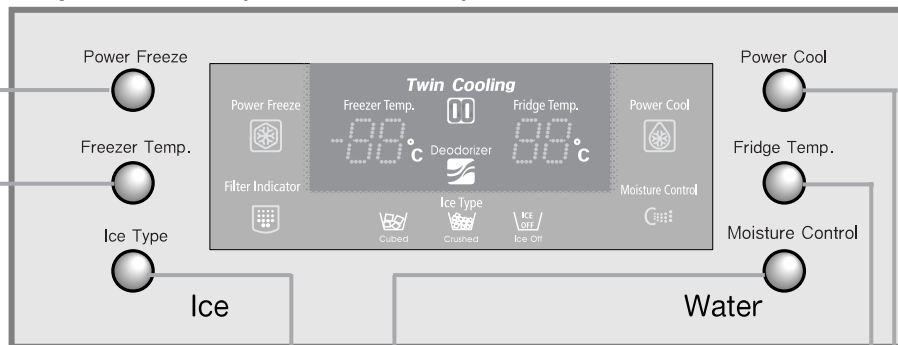 Power Freeze
Power Cool
Twin Cooling
Power Freeze
Freezer Temp.
Fridge Temp.
Power Cool
-88°c
88°c
Freezer Temp.
Deodorizer
Fridge Temp.
Filter Indicator
Moisture Control
Ice Type
Ice Type
ICE
OFF
Cubed
Crushed
Ice Off
Moisture Control
Ice
Water